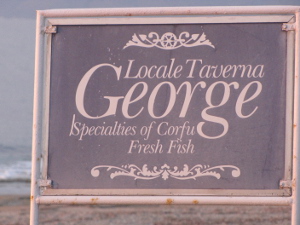 Locale Taverna
George
Specialties of Corfu
Fresh Fish